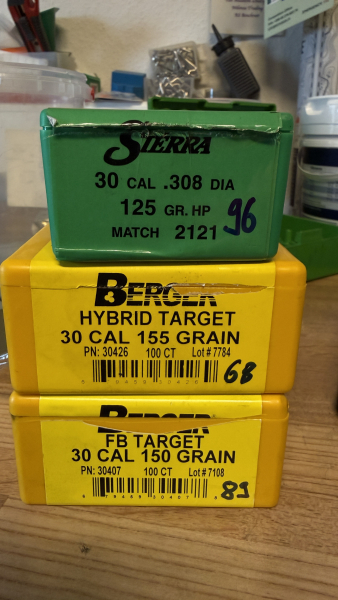 SIERRA
30 CAL .308 DIA
125 GR. HP
MATCH 2121
96
BERGER
HYBRID TARGET
30 CAL 155 GRAIN
PN: 30426 100 CT Lot # 7784
68
BERGER
FB TARGET
30 CAL 150 GRAIN
PN: 30407 100 CT Lot # 7108
89